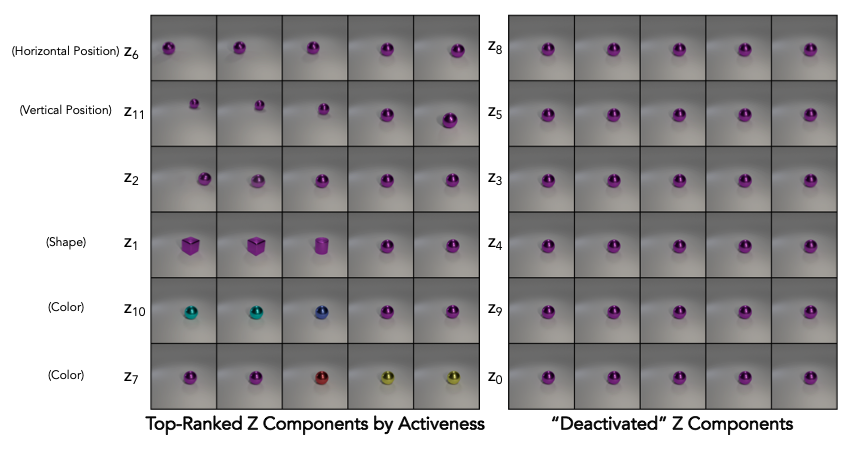 (Horizontal Position) z6
(Vertical Position) z11
z2
(Shape) z1
(Color) z10
(Color) z7
Top-Ranked Z Components by Activeness
z8
z5
z3
z4
z9
z0
“Deactivated” Z Components